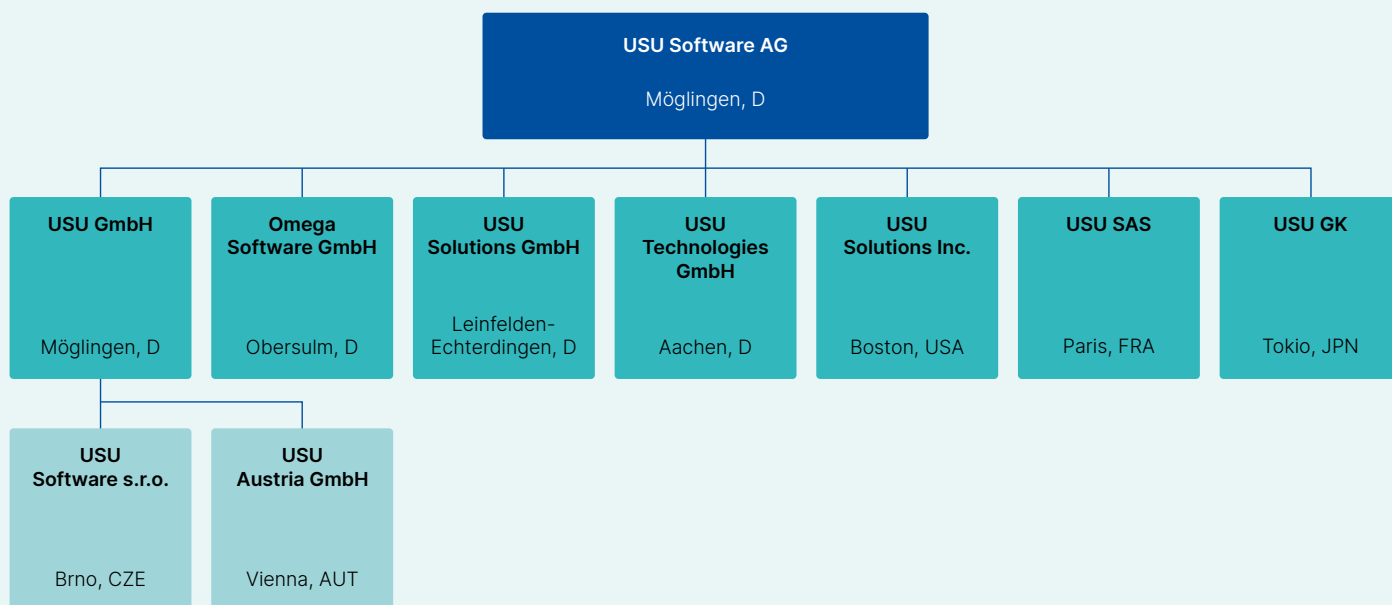 USU Software AG
Möglingen, D
USU GmbH
Möglingen, D
Omega
Software GmbH
Obersulm, D
USU
Solutions GmbH
Leinfelden-
Echterdingen, D
USU
Technologies
GmbH
Aachen, D
USU
Solutions Inc.
Boston, USA
USU SAS
Paris, FRA
USU GK
Tokio, JPN
USU
Software s.r.o.
Brno, CZE
USU
Austria GmbH
Vienna, AUT